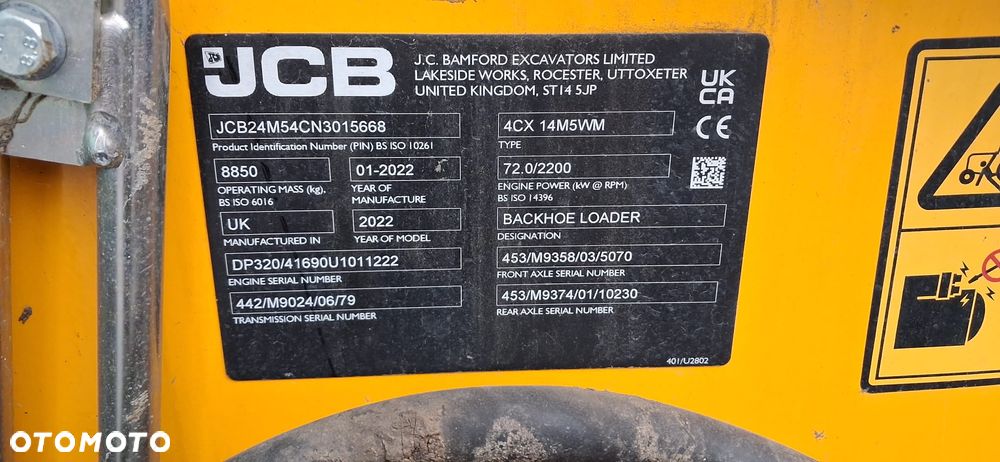 JCB
J.C. BAMFORD EXCAVATORS LIMITED
LAKESIDE WORKS, ROCESTER, UTTOXETER
UNITED KINGDOM, ST14 5JP
UK
CA
CE
JCB24M54CN3015668
Product Identification Number (PIN) BS ISO 10261
8850
OPERATING MASS (kg),
BS ISO 6016
01-2022
YEAR OF
MANUFACTURE
UK
MANUFACTURED IN
2022
YEAR OF MODEL
DP320/41690U1011222
ENGINE SERIAL NUMBER
442/M9024/06/79
TRANSMISSION SERIAL NUMBER
4CX 14M5WM
TYPE
72.0/2200
ENGINE POWER (kW @ RPM)
BS ISO 14396
BACKHOE LOADER
DESIGNATION
453/M9358/03/5070
FRONT AXLE SERIAL NUMBER
453/M9374/01/10230
REAR AXLE SERIAL NUMBER
401/U2802
OTOMOTO